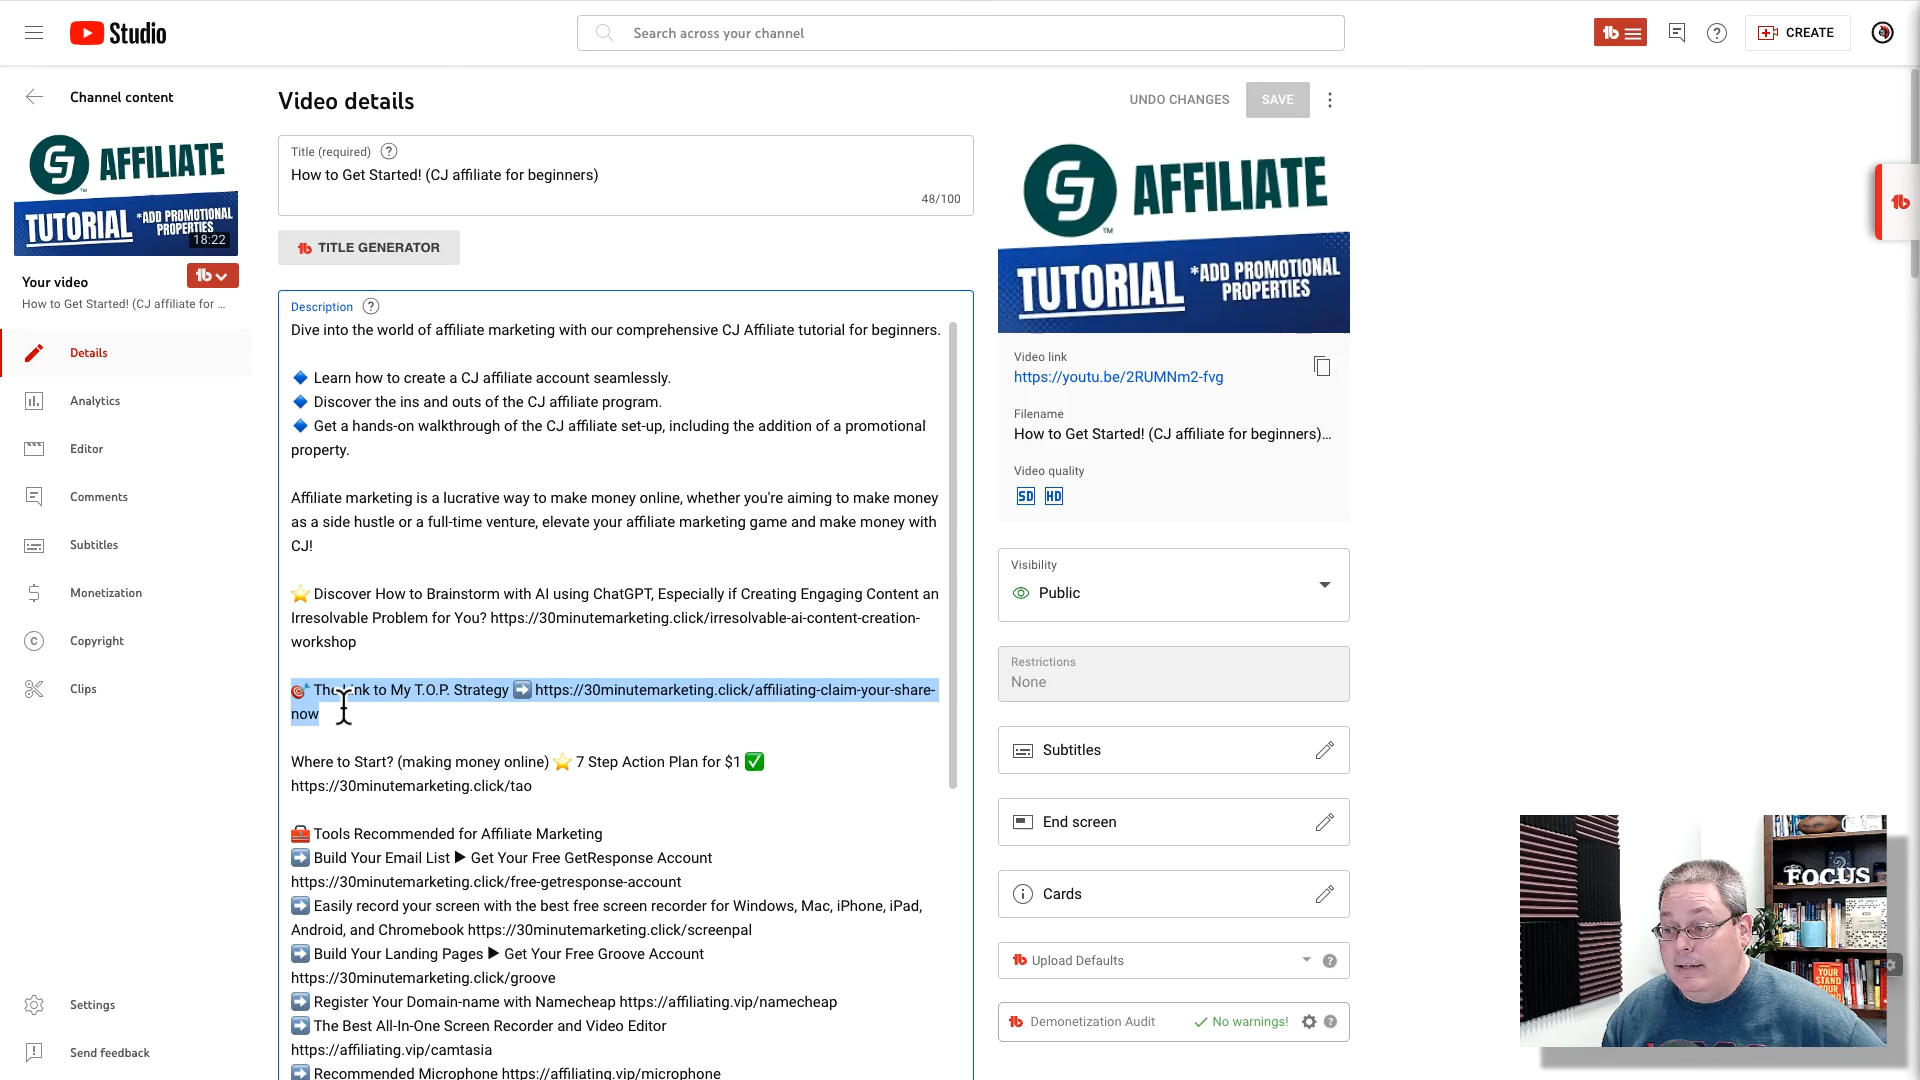 Studio
Search across your channel
CREATE
Channel content
Video details
UNDO CHANGES
SAVE
AFFILIATE
TUTORIAL
*ADD PROMOTIONAL
PROPERTIES
18:22
Your video
How to Get Started! (CJ affiliate for ...
Details
Analytics
Editor
Comments
Subtitles
Monetization
Copyright
Clips
Settings
Send feedback
Title (required)
How to Get Started! (CJ affiliate for beginners)
48/100
TITLE GENERATOR
Description
Dive into the world of affiliate marketing with our comprehensive CJ Affiliate tutorial for beginners.
🔷 Learn how to create a CJ affiliate account seamlessly.
🔷 Discover the ins and outs of the CJ affiliate program.
🔷 Get a hands-on walkthrough of the CJ affiliate set-up, including the addition of a promotional
property.
Affiliate marketing is a lucrative way to make money online, whether you're aiming to make money
as a side hustle or a full-time venture, elevate your affiliate marketing game and make money with
CJ!
⭐ Discover How to Brainstorm with AI using ChatGPT, Especially if Creating Engaging Content an
Irresolvable Problem for You? https://30minutemarketing.click/irresolvable-ai-content-creation-
workshop
🎯 The Link to My T.O.P. Strategy ➡️ https://30minutemarketing.click/affiliating-claim-your-share-
now
Where to Start? (making money online) ⭐ 7 Step Action Plan for $1 ✅
https://30minutemarketing.click/tao
🧰 Tools Recommended for Affiliate Marketing
➡️ Build Your Email List ▶ Get Your Free GetResponse Account
https://30minutemarketing.click/free-getresponse-account
➡️ Easily record your screen with the best free screen recorder for Windows, Mac, iPhone, iPad,
Android, and Chromebook https://30minutemarketing.click/screenpal
➡️ Build Your Landing Pages ▶ Get Your Free Groove Account
https://30minutemarketing.click/groove
➡️ Register Your Domain-name with Namecheap https://affiliating.vip/namecheap
➡️ The Best All-In-One Screen Recorder and Video Editor
https://affiliating.vip/camtasia
➡️ Recommended Microphone https://affiliating.vip/microphone
AFFILIATE
TUTORIAL
*ADD PROMOTIONAL
PROPERTIES
Video link
https://youtu.be/2RUMNm2-fvg
Filename
How to Get Started! (CJ affiliate for beginners)...
Video quality
SD HD
Visibility
Public
Restrictions
None
Subtitles
End screen
Cards
Upload Defaults
Demonetization Audit
No warnings!
FOCUS
YOUR
STAND